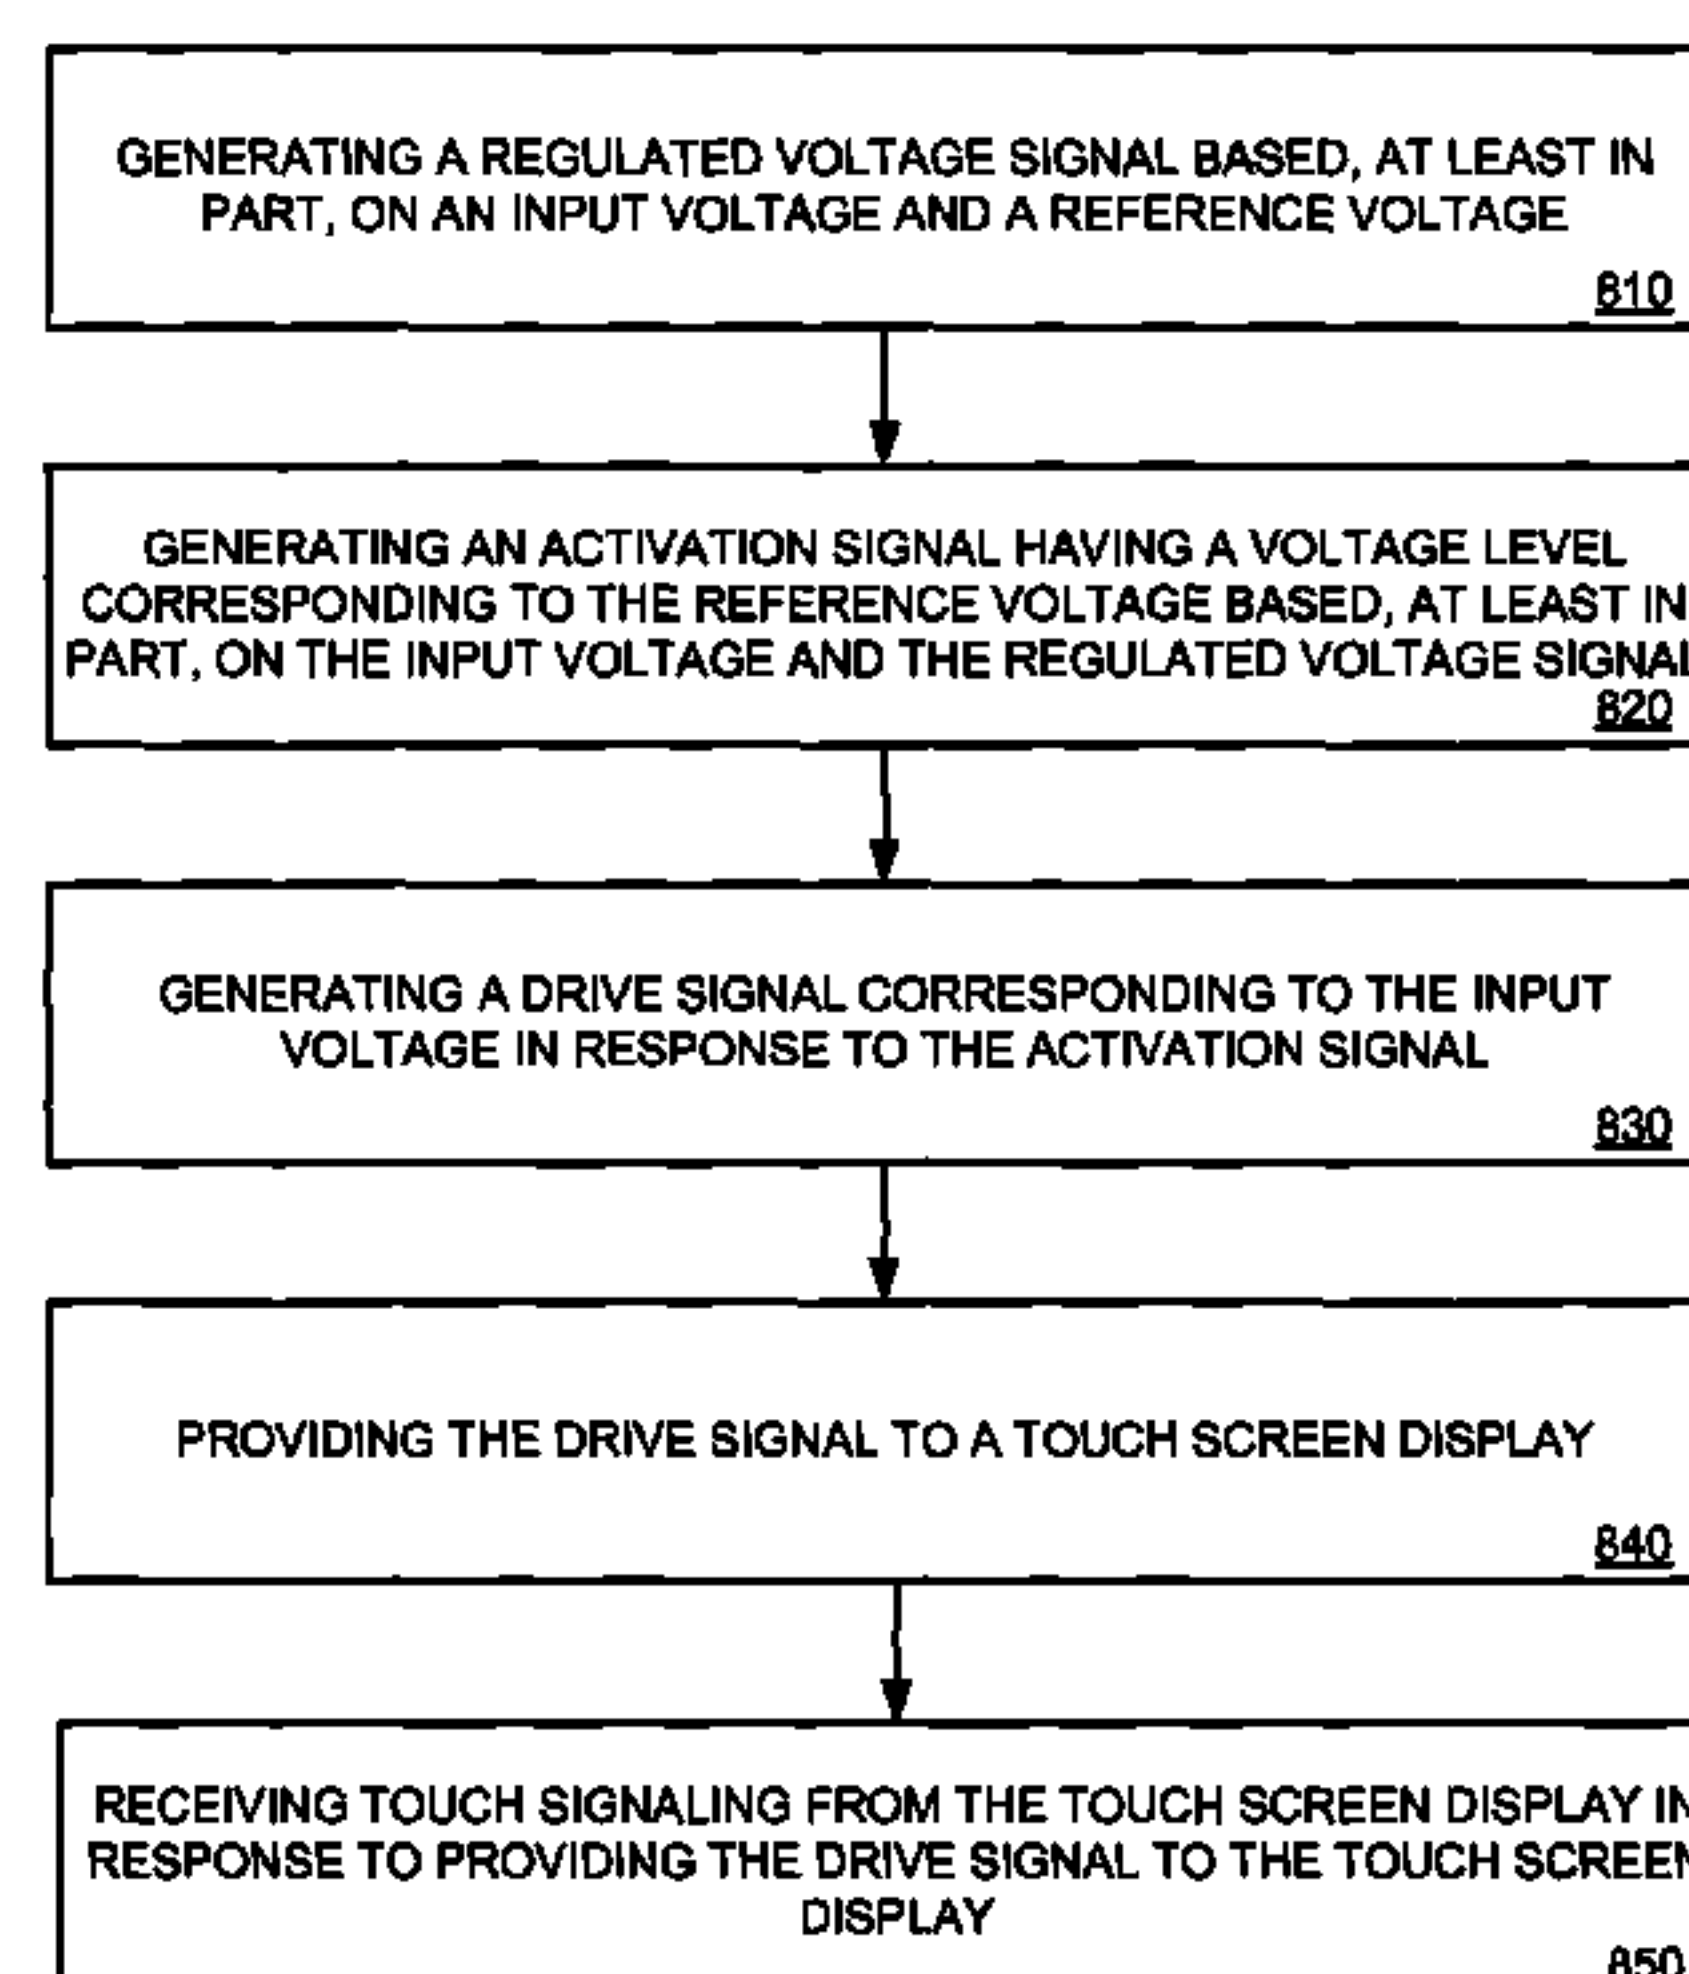 GENERATING A REGULATED VOLTAGE SIGNAL BASED, AT LEAST IN
PART, ON AN INPUT VOLTAGE AND A REFERENCE VOLTAGE
810
GENERATING AN ACTIVATION SIGNAL HAVING A VOLTAGE LEVEL
CORRESPONDING TO THE REFERENCE VOLTAGE BASED, AT LEAST IN
PART, ON THE INPUT VOLTAGE AND THE REGULATED VOLTAGE SIGNAL
820
GENERATING A DRIVE SIGNAL CORRESPONDING TO THE INPUT
VOLTAGE IN RESPONSE TO THE ACTIVATION SIGNAL
830
PROVIDING THE DRIVE SIGNAL TO A TOUCH SCREEN DISPLAY
840
RECEIVING TOUCH SIGNALING FROM THE TOUCH SCREEN DISPLAY IN
RESPONSE TO PROVIDING THE DRIVE SIGNAL TO THE TOUCH SCREEN
DISPLAY
850